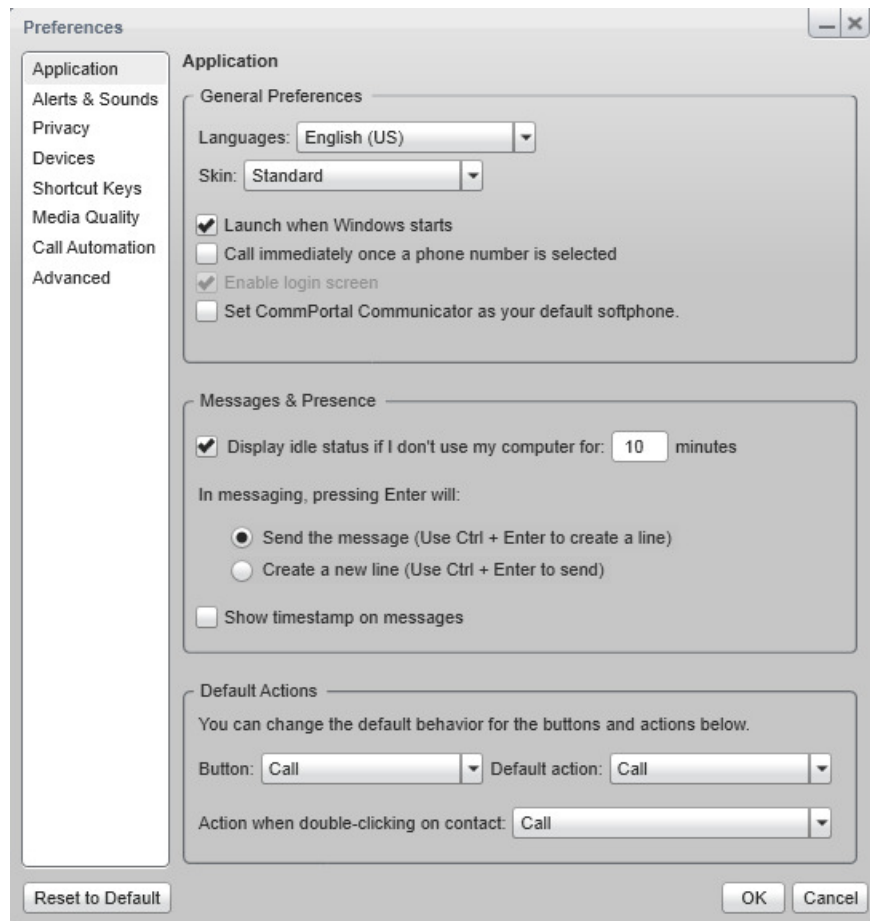 Preferences
Application
Alerts & Sounds
Privacy
Devices
Shortcut Keys
Media Quality
Call Automation
Advanced
Application
General Preferences
Languages: English (US)
Skin: Standard
Launch when Windows starts
Call immediately once a phone number is selected
Enable login screen
Set CommPortal Communicator as your default softphone.
Messages & Presence
Display idle status if I don't use my computer for: 10 minutes
In messaging, pressing Enter will:
Send the message (Use Ctrl + Enter to create a line)
Create a new line (Use Ctrl + Enter to send)
Show timestamp on messages
Default Actions
You can change the default behavior for the buttons and actions below.
Button: Call Default action: Call
Action when double-clicking on contact: Call
Reset to Default OK Cancel